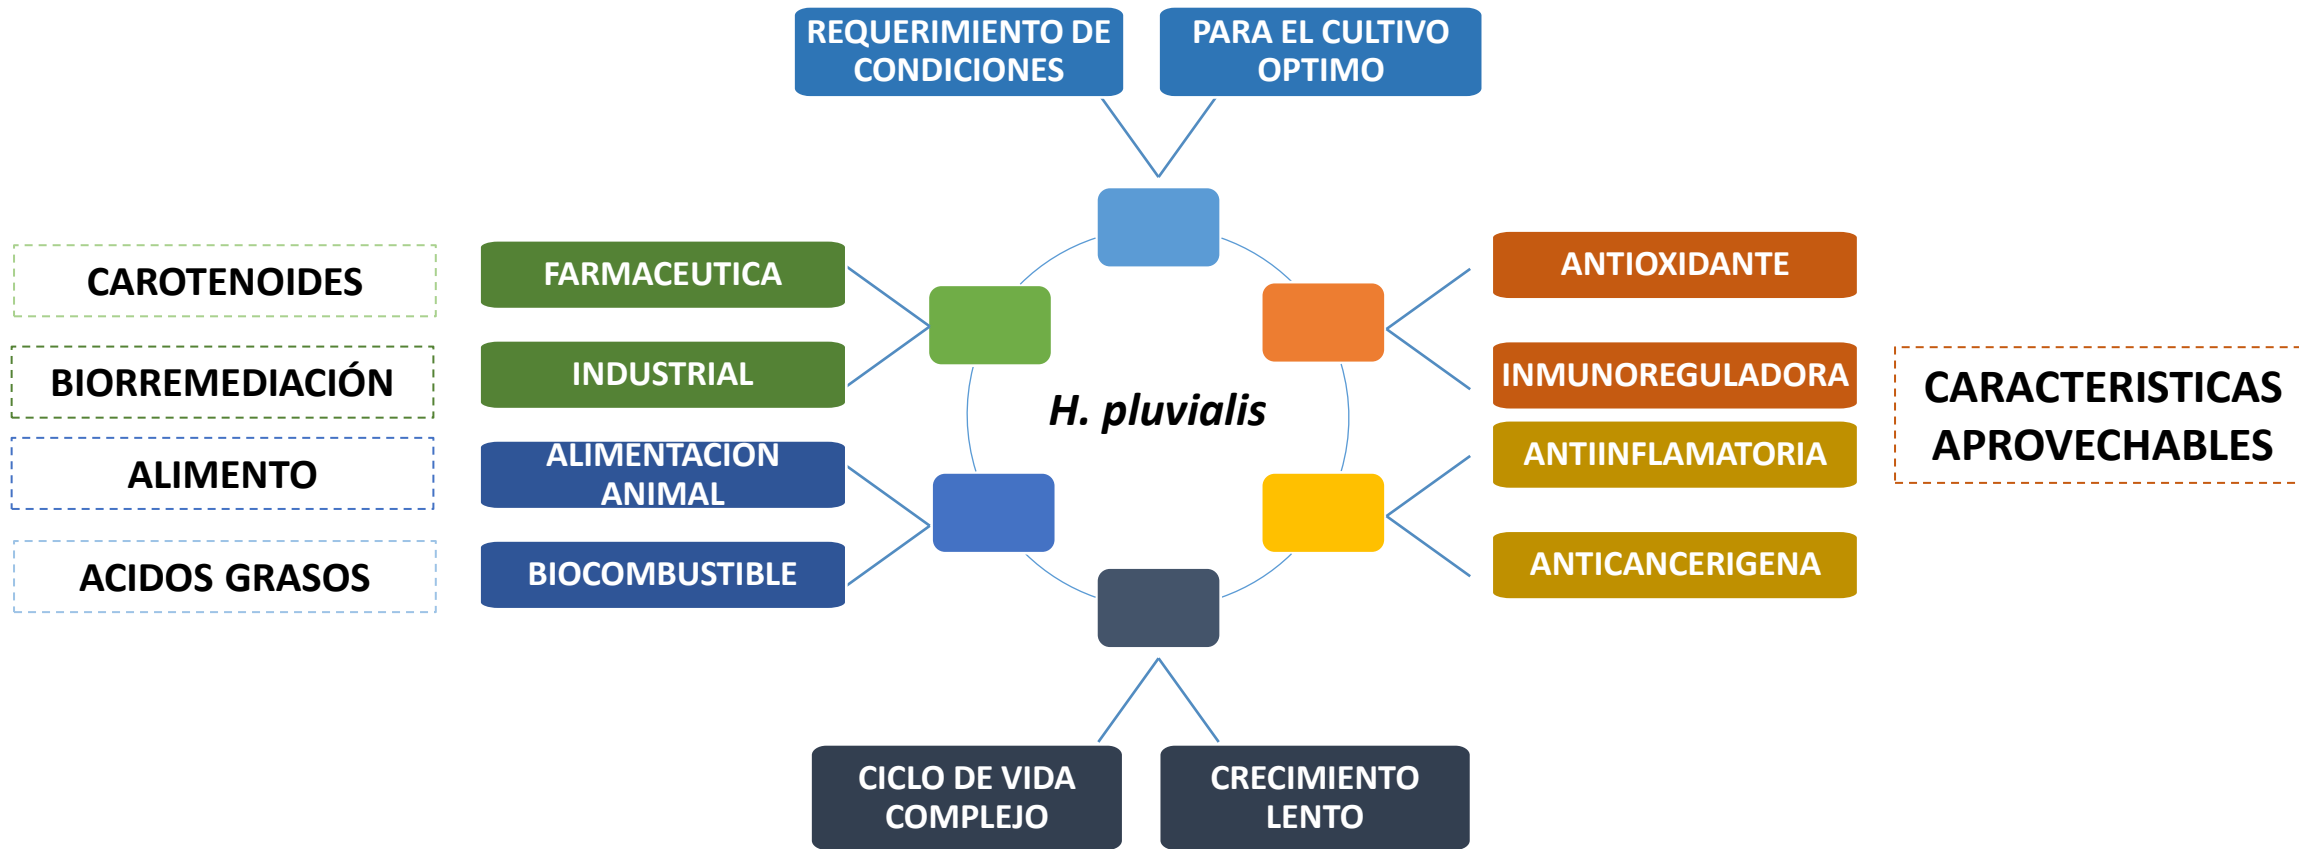 REQUERIMIENTO DE
CONDICIONES
PARA EL CULTIVO
OPTIMO
CAROTENOIDES
BIORREMEDIACIÓN
ALIMENTO
ACIDOS GRASOS
FARMACEUTICA
INDUSTRIAL
ALIMENTACION
ANIMAL
BIOCOMBUSTIBLE
H. pluvialis
ANTIOXIDANTE
INMUNOREGULADORA
ANTIINFLAMATORIA
ANTICANCERIGENA
CARACTERISTICAS
APROVECHABLES
CICLO DE VIDA
COMPLEJO
CRECIMIENTO
LENTO